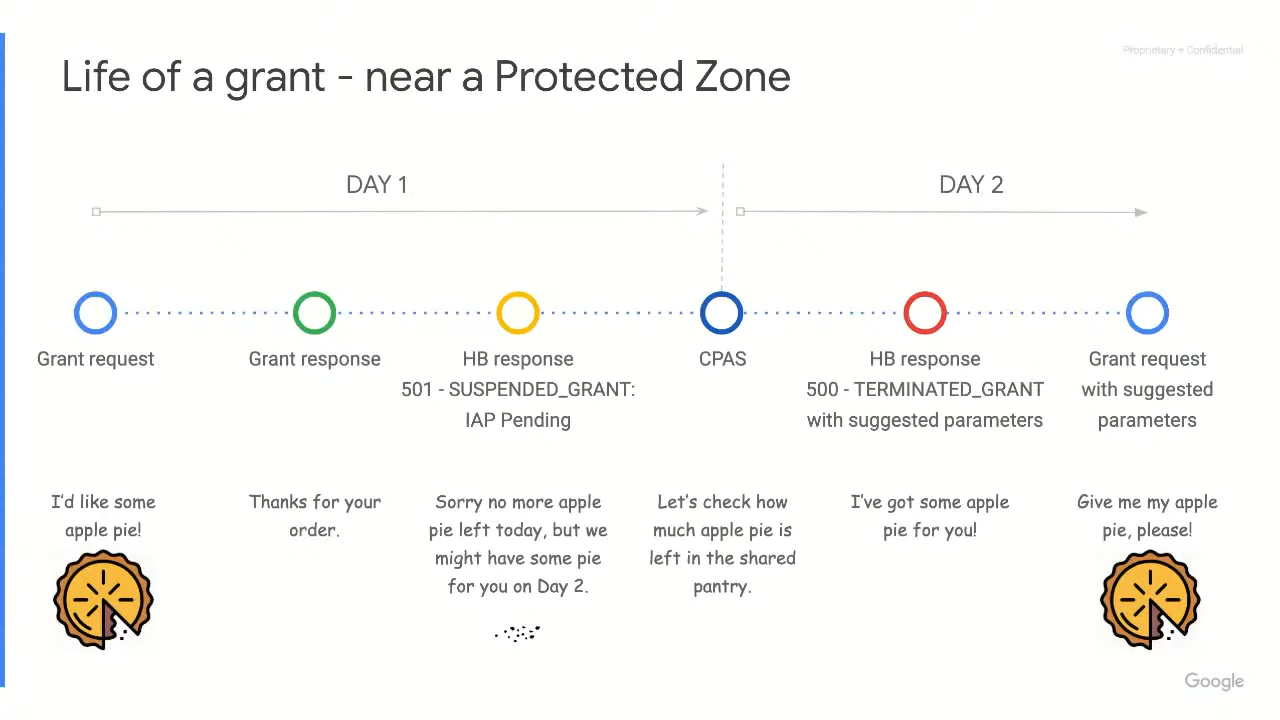 Proprietary + Confidential
Life of a grant - near a Protected Zone
DAY 1
DAY 2
Grant request
Grant response
HB response
501 - SUSPENDED_GRANT:
IAP Pending
CPAS
HB response
500 - TERMINATED_GRANT
with suggested parameters
Grant request
with suggested
parameters
I'd like some
apple pie!
Thanks for your
order.
Sorry no more apple
pie left today, but we
might have some pie
for you on Day 2.
Let's check how
much apple pie is
left in the shared
pantry.
I've got some apple
pie for you!
Give me my apple
pie, please!
Google